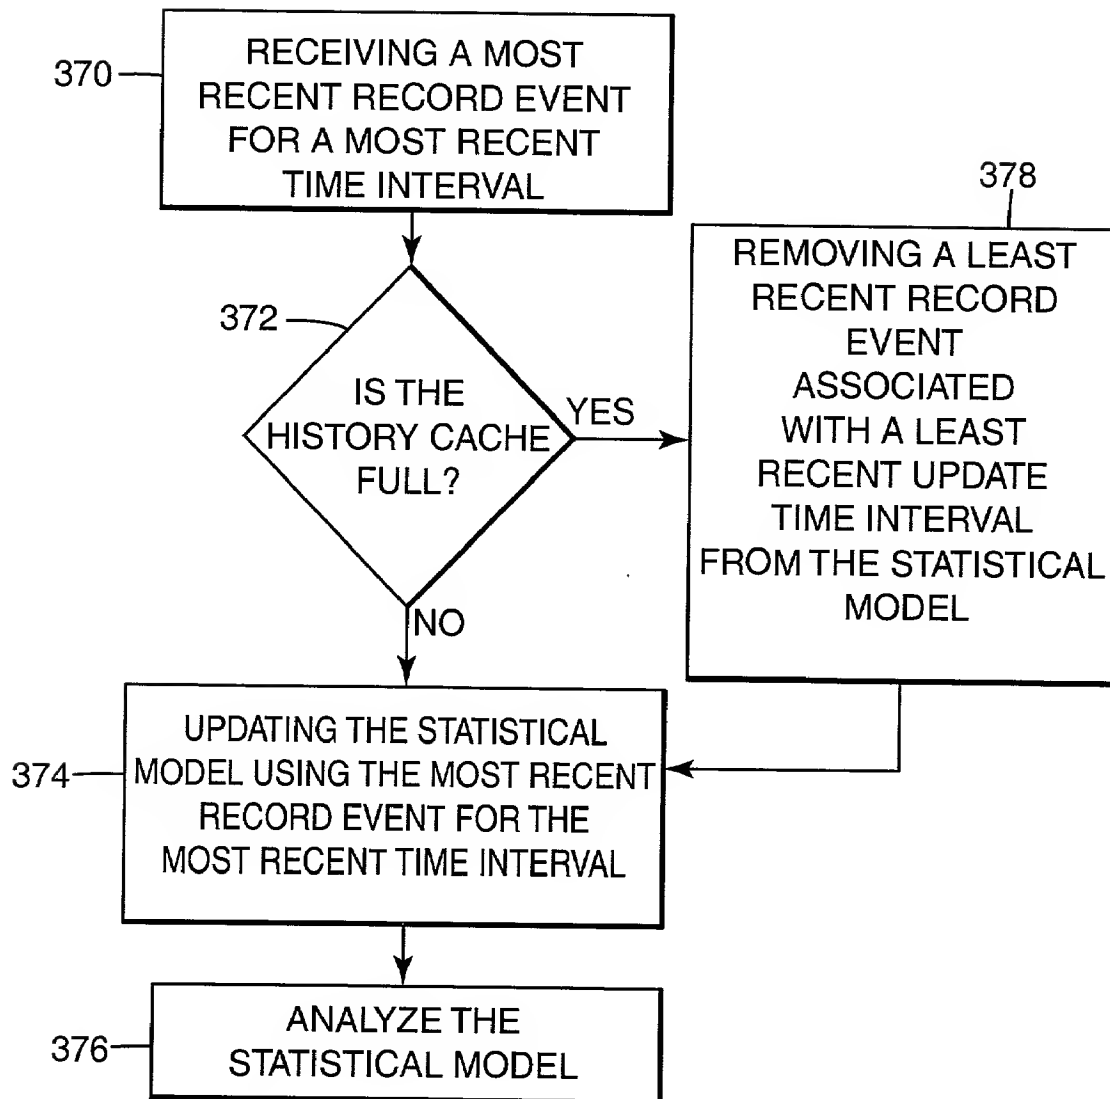 370
RECEIVING A MOST
RECENT RECORD EVENT
FOR A MOST RECENT
TIME INTERVAL
372
IS THE
HISTORY CACHE
FULL?
YES
NO
378
REMOVING A LEAST
RECENT RECORD
EVENT
ASSOCIATED
WITH A LEAST
RECENT UPDATE
TIME INTERVAL
FROM THE STATISTICAL
MODEL
374
UPDATING THE STATISTICAL
MODEL USING THE MOST RECENT
RECORD EVENT FOR THE
MOST RECENT TIME INTERVAL
376
ANALYZE THE
STATISTICAL MODEL